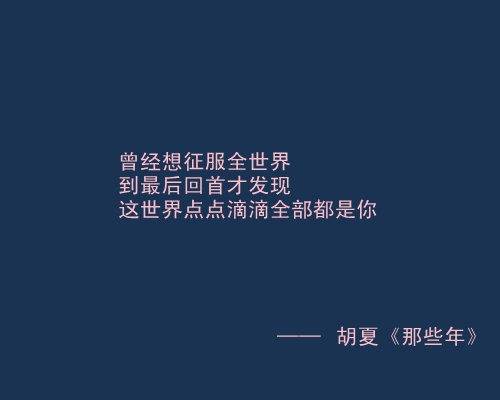 曾经想征服全世界
到最后回首才发现
这世界点点滴滴全部都是你
—— 胡夏《那些年》